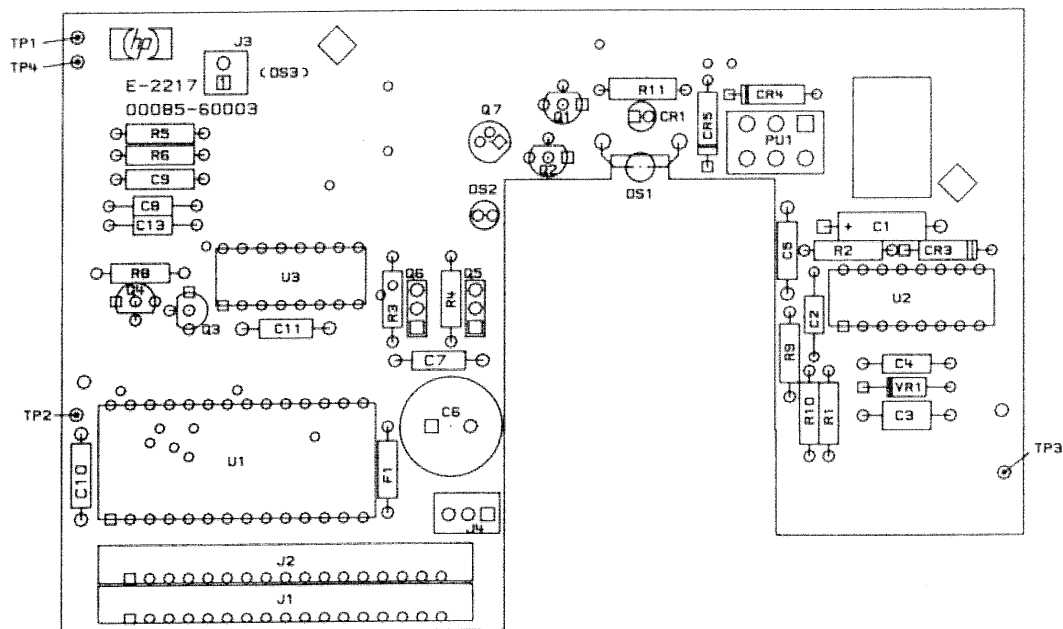 TP1
TP4
hp
J3
1
(DS3)
E-2217
00085-60003
R5
R6
C9
C8
C13
R8
Q4
Q3
U3
C11
R3
Q6
R4
Q5
C7
Q7
DS2
Q1
Q2
R11
CR1
DS1
CR5
CR4
PU1
+ C1
C5
R2
CR3
U2
C2
R9
C4
VR1
C3
R10
R1
TP3
TP2
C10
U1
F1
C6
J4
J2
J1